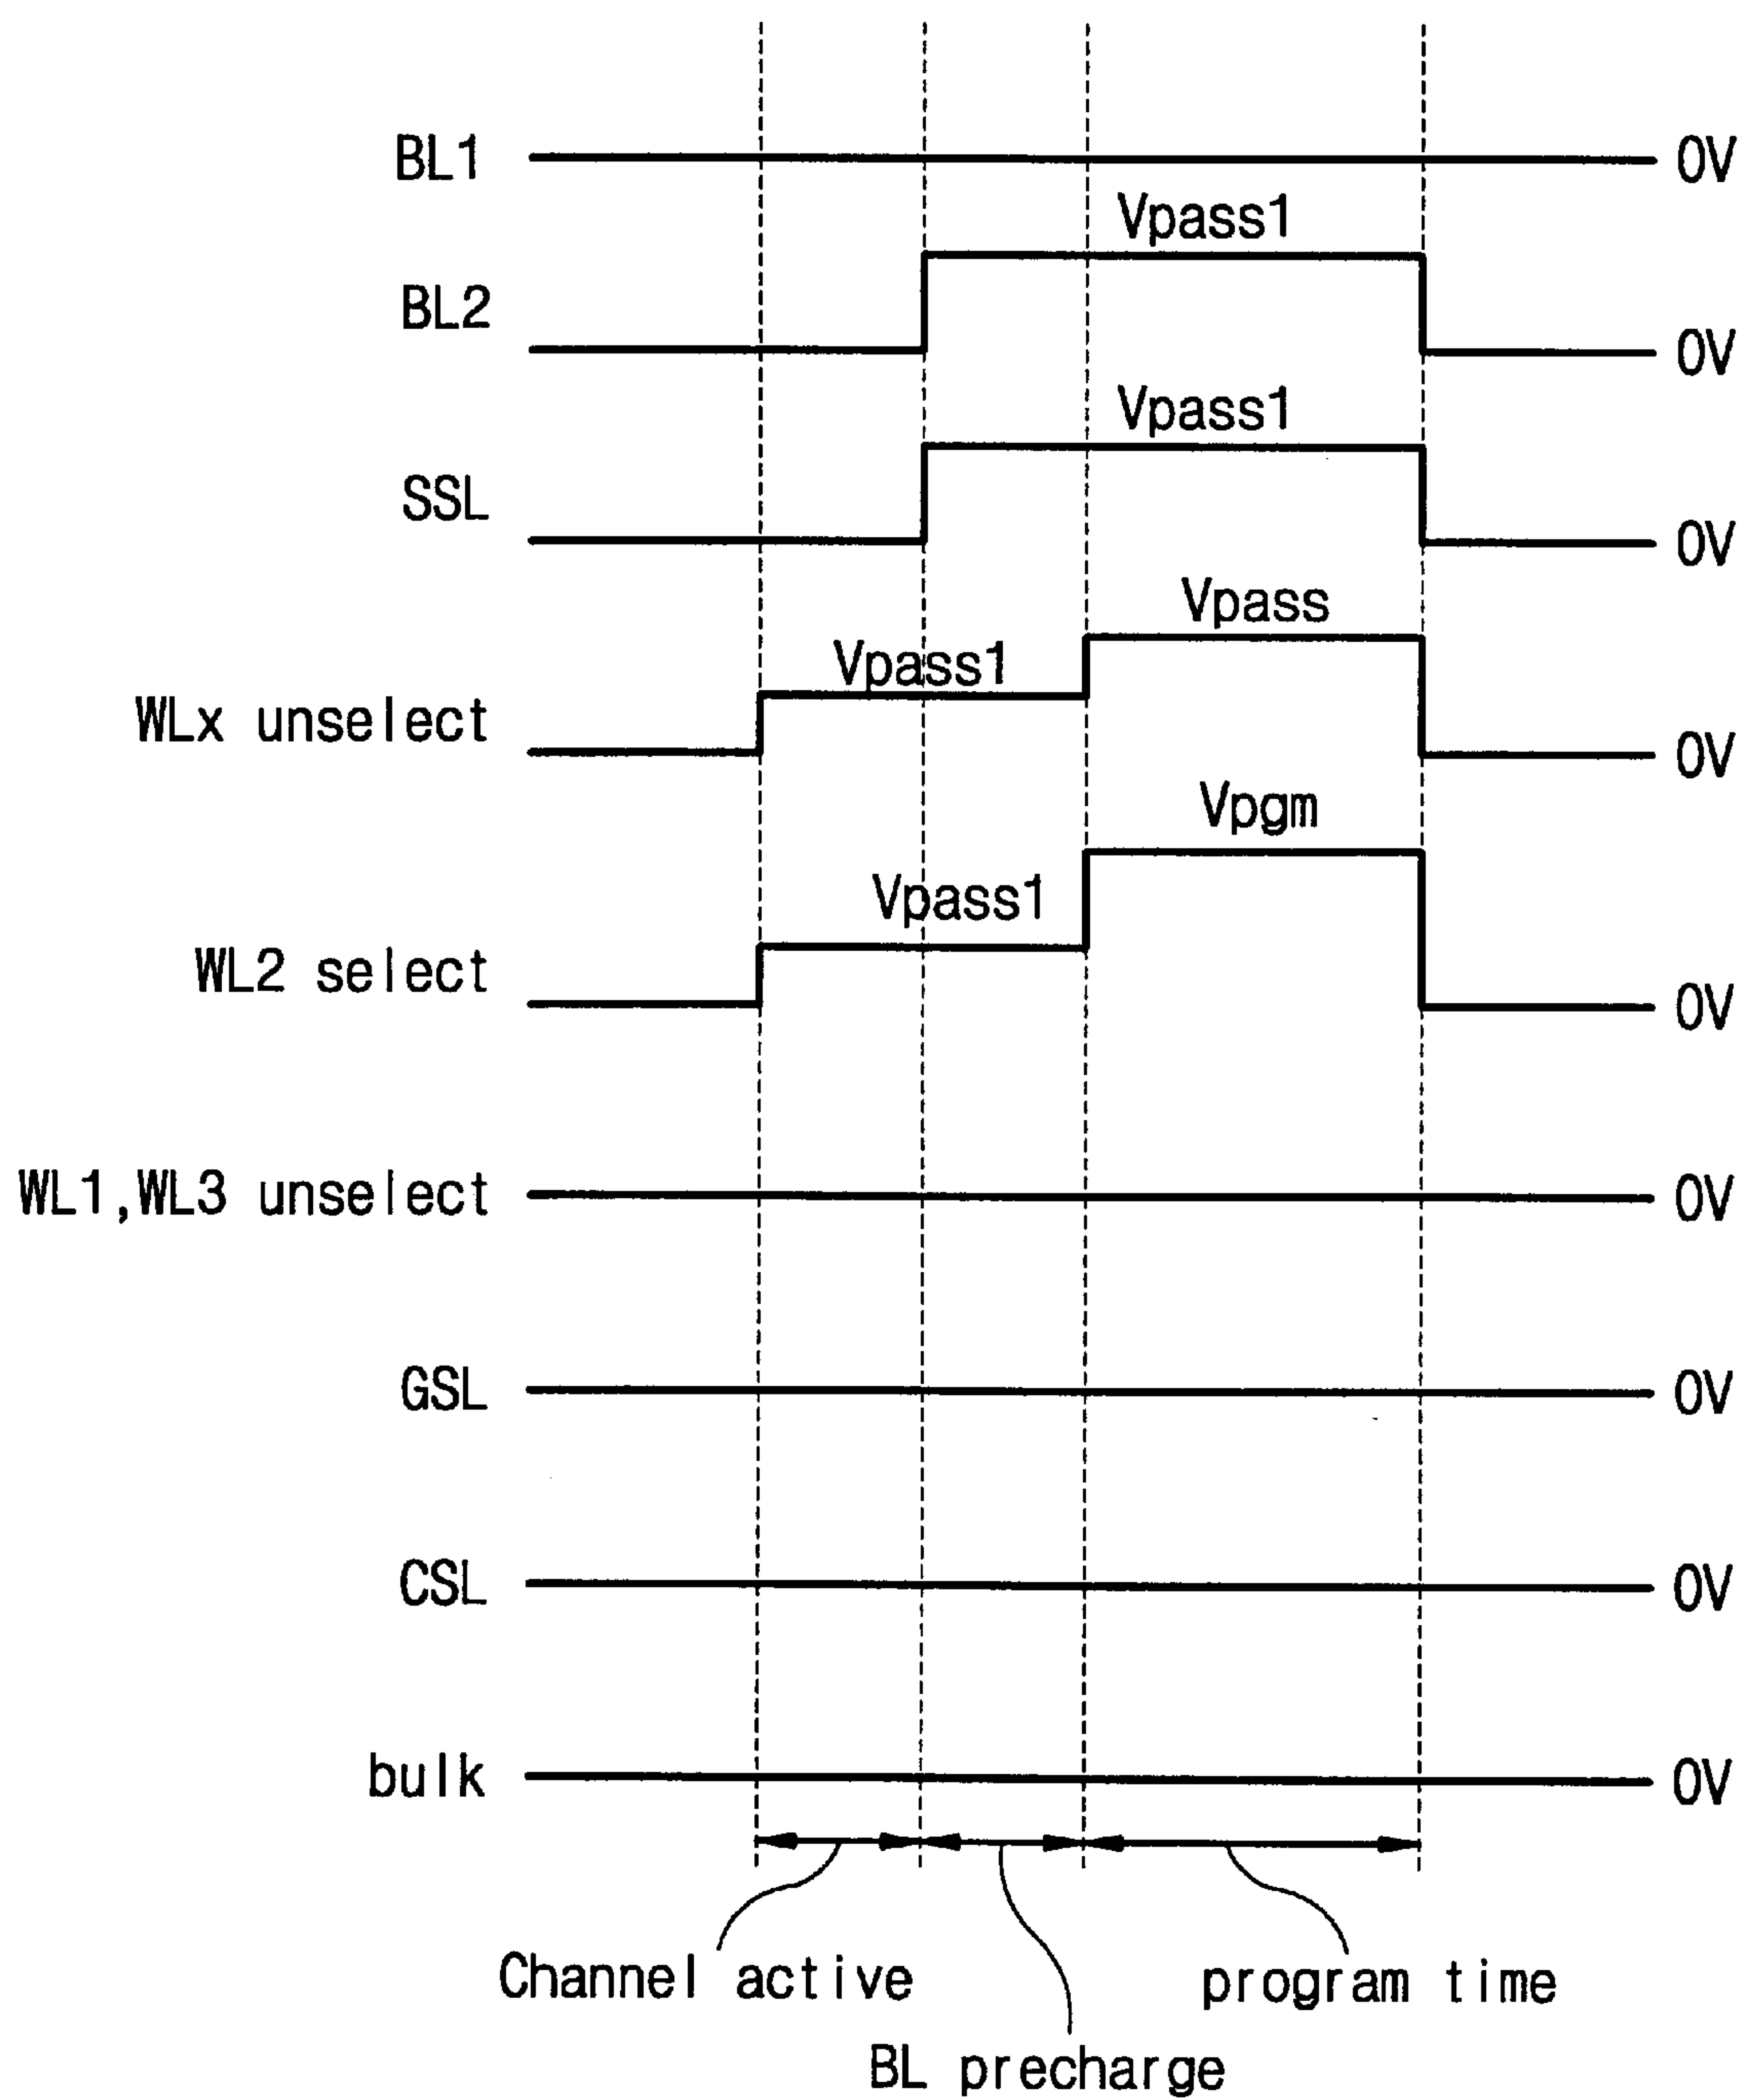 BL1 0V
Vpass1
BL2 0V
Vpass1
SSL 0V
Vpass
Vpass1
WLx unselect 0V
Vpgm
Vpass1
WL2 select 0V
WL1,WL3 unselect 0V
GSL 0V
CSL 0V
bulk 0V
Channel active
program time
BL precharge